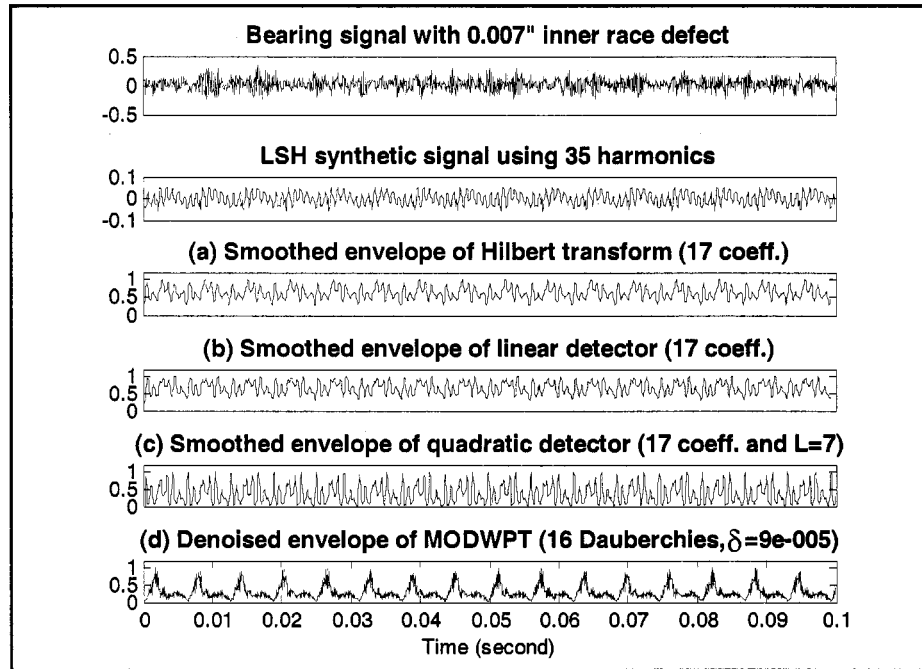 Bearing signal with 0.007" inner race defect
0.5
0
-0.5
LSH synthetic signal using 35 harmonics
0.1
0
-0.1
(a) Smoothed envelope of Hilbert transform (17 coeff.)
1
0.5
0
(b) Smoothed envelope of linear detector (17 coeff.)
1
0.5
0
(c) Smoothed envelope of quadratic detector (17 coeff. and L=7)
1
0.5
0
(d) Denoised envelope of MODWPT (16 Dauberchies, δ=9e-005)
1
0.5
0
0 0.01 0.02 0.03 0.04 0.05 0.06 0.07 0.08 0.09 0.1
Time (second)